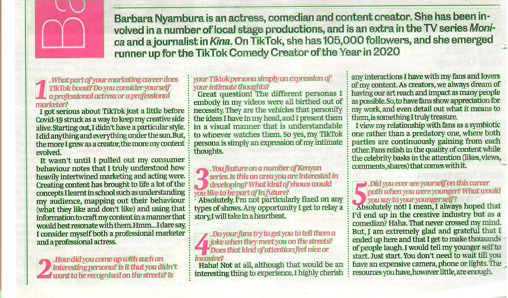 Ba
Barbara Nyambura is an actress, comedian and content creator. She has been in-
volved in a number of local stage productions, and is an extra in the TV series Moni-
ca and a journalist in Kina. On TikTok, she has 105,000 followers, and she emerged
runner up for the TikTok Comedy Creator of the Year in 2020
1. What part of your marketing career does
TikTok boost? Do you consider yourself
a professional actress or a professional
marketer?
I got serious about TikTok just a little before
Covid-19 struck as a way to keep my creative side
alive. Starting out, I didn't have a particular style.
I did anything and everything under the sun. But,
the more I grew as a creator, the more my content
evolved.
It wasn't until I pulled out my consumer
behaviour notes that I truly understood how
heavily intertwined marketing and acting were.
Creating content has brought to life a lot of the
concepts I learnt in school such as understanding
my audience, mapping out their behaviour
(what they like and don't like) and using that
information to craft my content in a manner that
would best resonate with them. Hmm...I dare say,
I consider myself both a professional marketer
and a professional actress.
2. How did you come up with such an
interesting persona? Is it that you didn't
want to be recognised on the streets? Is
your TikTok persona simply an expression of
your intimate thoughts?
Great question! The different personas I
embody in my videos were all birthed out of
necessity. They are the vehicles that personify
the ideas I have in my head, and I present them
in a visual manner that is understandable
to whoever watches them. So yes, my TikTok
persona is simply an expression of my intimate
thoughts.
3. You feature on a number of Kenyan
series. Is this an area you are interested in
developing? What kind of shows would
you like to be part of in future?
Absolutely, I'm not particularly fixed on any
types of shows. Any opportunity I get to relay a
story, I will take in a heartbeat.
4. Do your fans try to get you to tell them a
joke when they meet you on the streets?
Does that kind of attention feel nice or
Haha! Not at all, although that would be an
interesting thing to experience. I highly cherish
any interactions I have with my fans and lovers
of my content. As creators, we always dream of
having our art reach and impact as many people
as possible. So, to have fans show appreciation for
my work, and even detail out what it means to
them, is something I truly treasure.
I view my relationship with fans as a symbiotic
one rather than a predatory one, where both
parties are continuously gaining from each
other. Fans relish in the quality of content while
the celebrity basks in the attention (likes, views,
comments, shares) that comes with it.
5. Did you ever see yourself on this career
path when you were younger? What would
you say to your younger self?
Absolutely not! I mean, I always hoped that
I'd end up in the creative industry but as a
comedian? Haha. That never crossed my mind.
But, I am extremely glad and grateful that I
ended up here and that I get to make thousands
of people laugh. I would tell my younger self to
start. Just start. You don't need to wait till you
have an expensive camera, phone or lights. The
resources you have, however little, are enough.